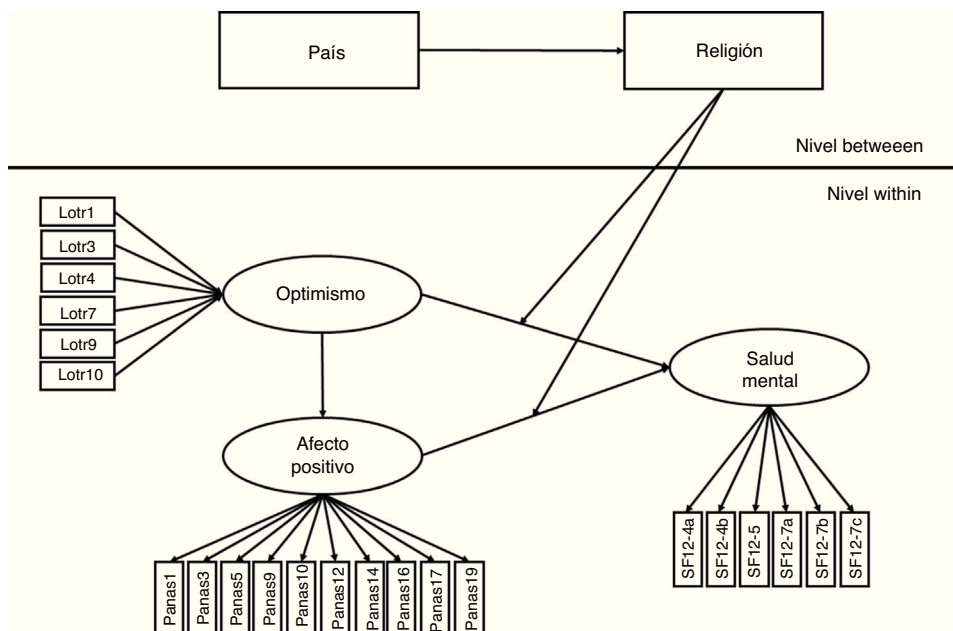 País
Religión
Nivel betweeen
Nivel within
Lotr1
Lotr3
Lotr4
Lotr7
Lotr9
Lotr10
Optimismo
Salud
mental
Afecto
positivo
SF12-4a
SF12-4b
SF12-5
SF12-7a
SF12-7b
SF12-7c
Panas1
Panas3
Panas5
Panas9
Panas10
Panas12
Panas14
Panas16
Panas17
Panas19